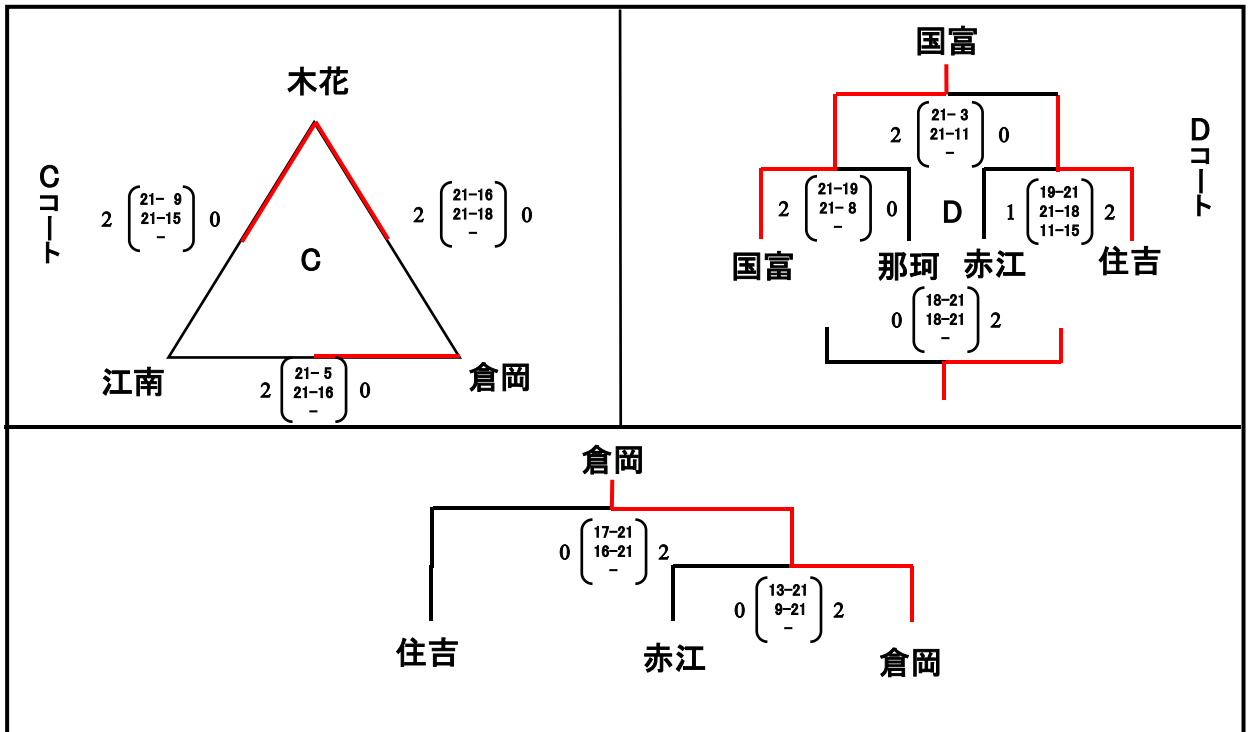 木花
Cコート
2 21- 9 0
21-15
-
2 21-16 0
21-18
-
C
江南
倉岡
2 21- 5 0
21-16
-
国富
Dコート
2 21- 3 0
21-11
-
2 21-19 0
21- 8
-
D
1 19-21 2
21-18
11-15
国富
那珂
赤江
住吉
0 18-21 2
18-21
-
倉岡
0 17-21 2
16-21
-
0 13-21 2
9-21
-
住吉
赤江
倉岡